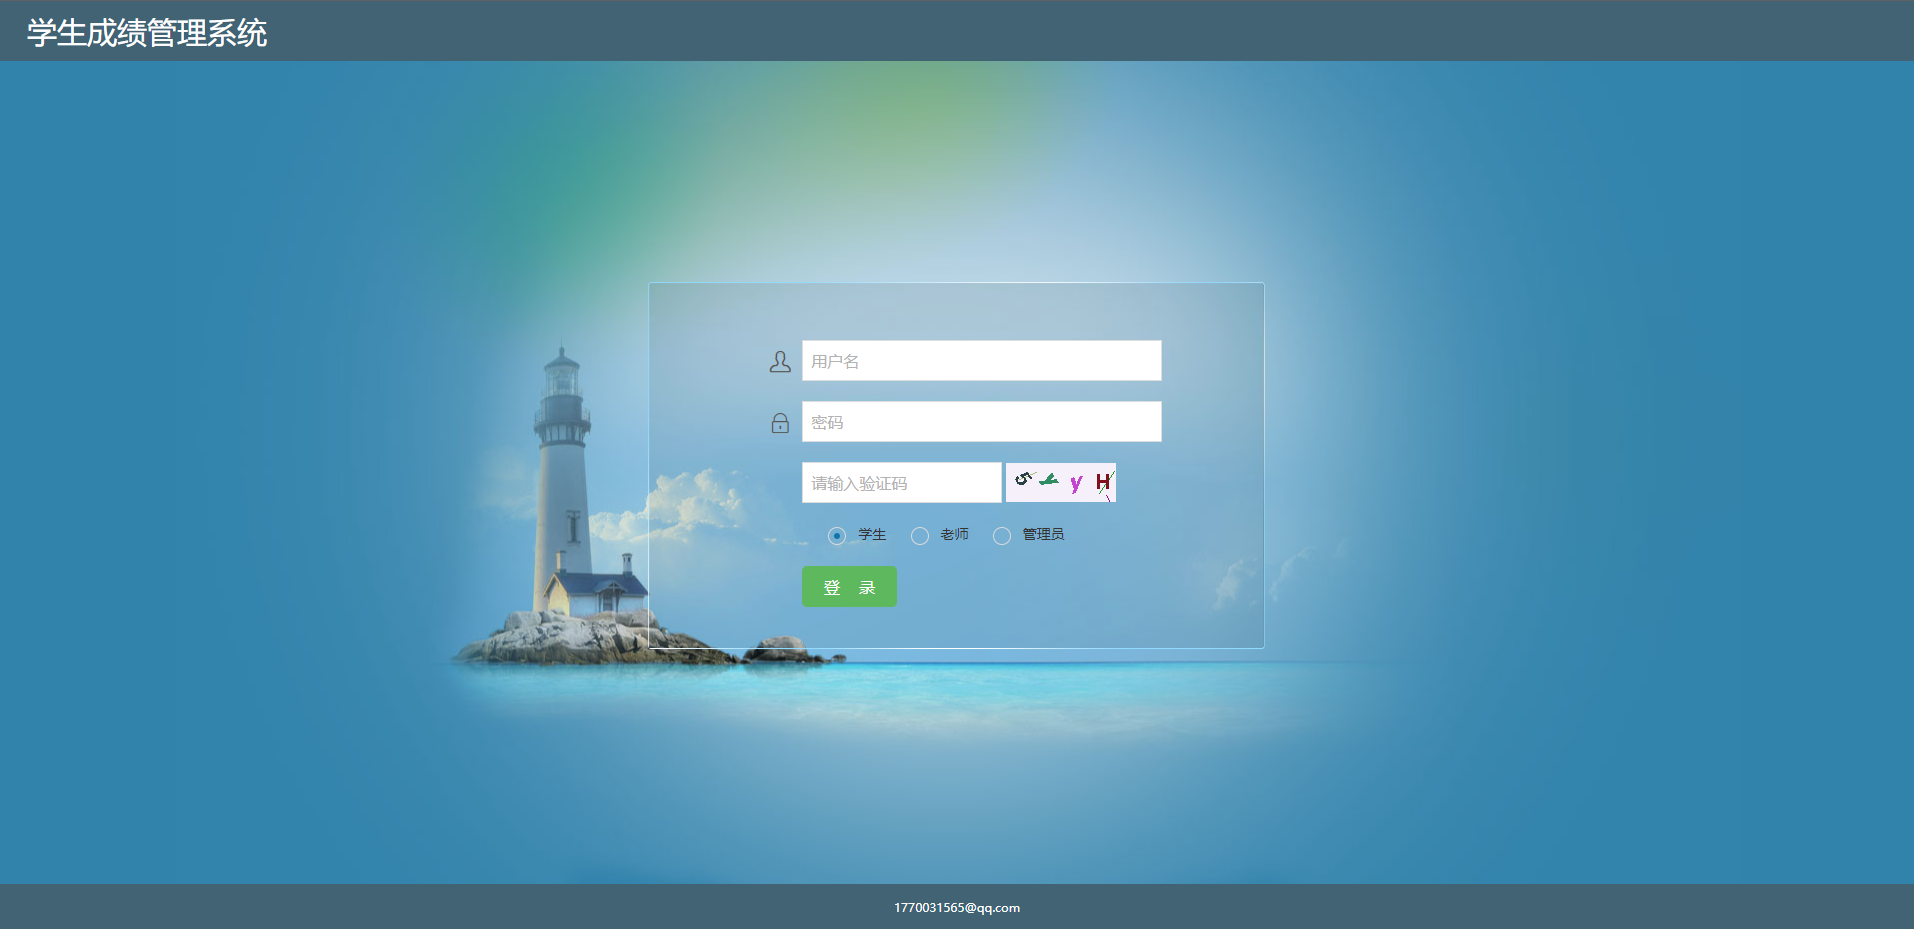 学生成绩管理系统
用户名
密码
请输入验证码
学生 老师 管理员
登 录
1770031565@qq.com